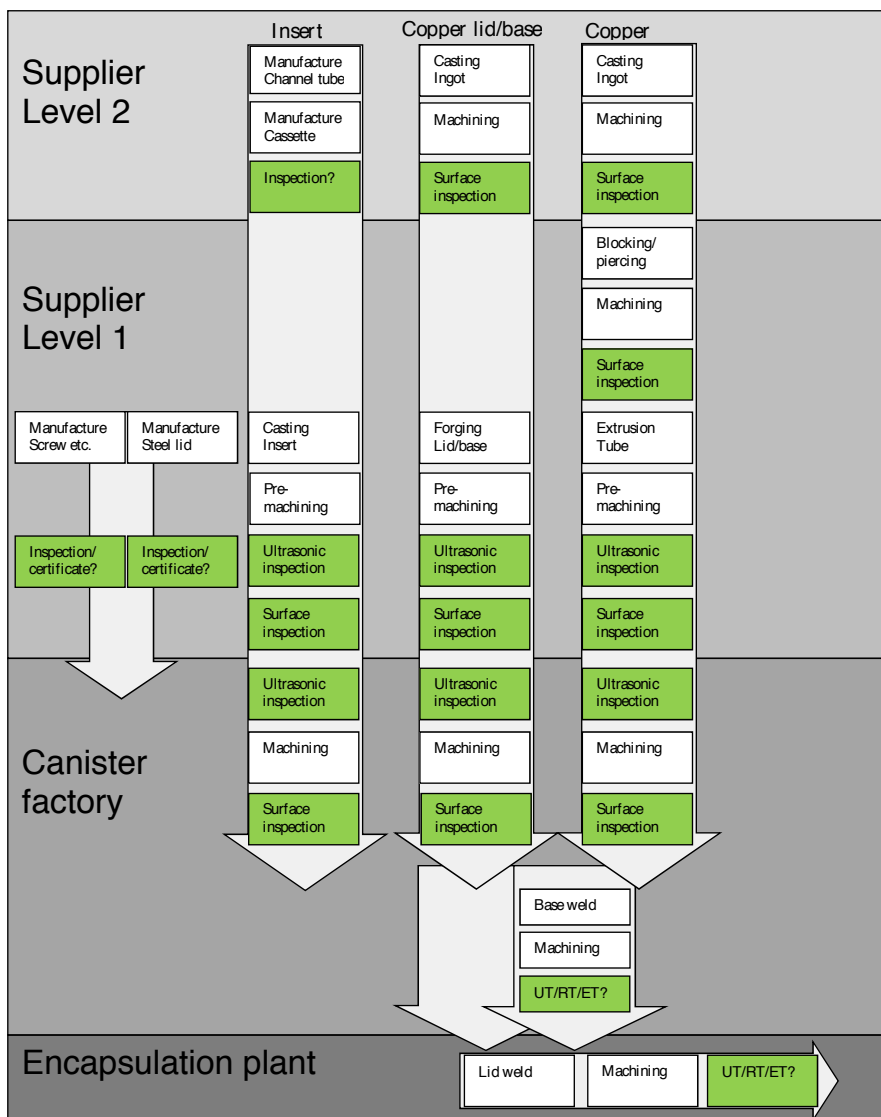 Insert
Copper lid/base
Copper
Supplier
Level 2
Manufacture
Channel tube
Casting
Ingot
Casting
Ingot
Manufacture
Cassette
Machining
Machining
Inspection?
Surface
inspection
Surface
inspection
Supplier
Level 1
Blocking/
piercing
Machining
Surface
inspection
Manufacture
Screw etc.
Manufacture
Steel lid
Casting
Insert
Forging
Lid/base
Extrusion
Tube
Pre-
machining
Pre-
machining
Pre-
machining
Inspection/
certificate?
Inspection/
certificate?
Ultrasonic
inspection
Ultrasonic
inspection
Ultrasonic
inspection
Surface
inspection
Surface
inspection
Surface
inspection
Canister
factory
Ultrasonic
inspection
Ultrasonic
inspection
Ultrasonic
inspection
Machining
Machining
Machining
Surface
inspection
Surface
inspection
Surface
inspection
Base weld
Machining
UT/RT/ET?
Encapsulation plant
Lid weld
Machining
UT/RT/ET?